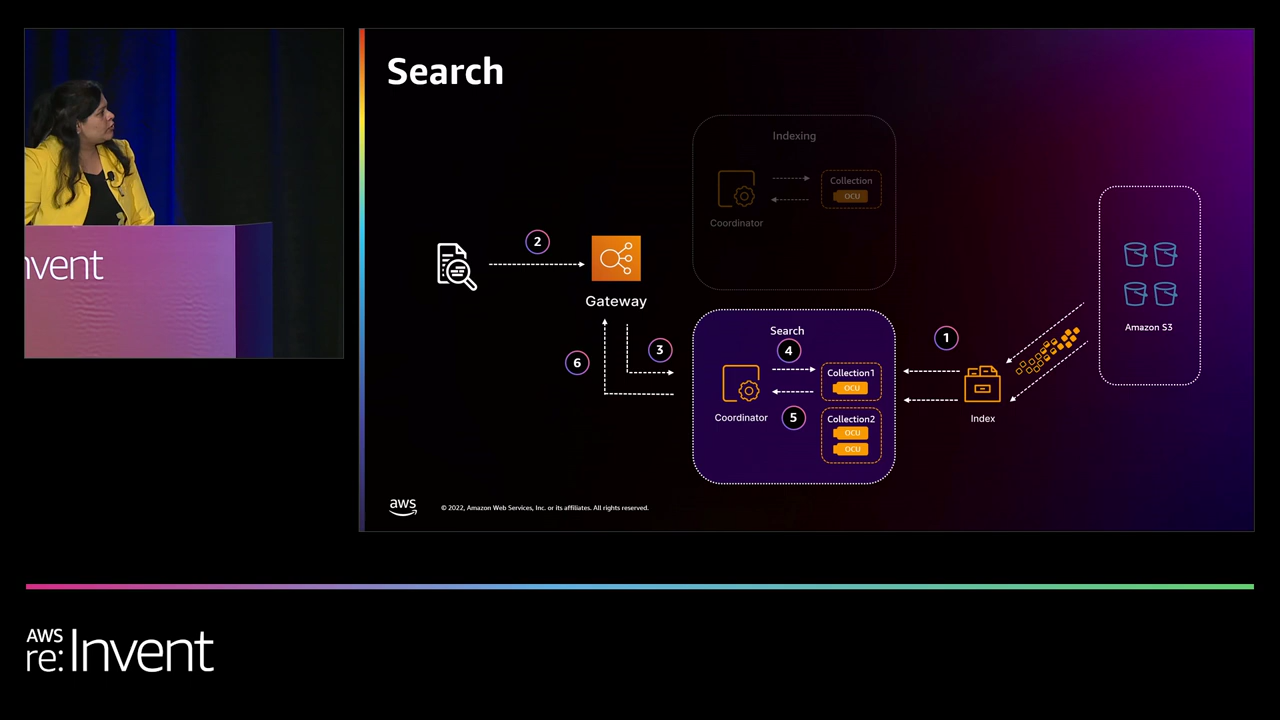 Search
Indexing
Coordinator
Collection
OCU
2
Gateway
6
3
Search
4
Coordinator
5
Collection1
OCU
Collection2
OCU
OCU
1
Index
Amazon S3
aws
© 2022, Amazon Web Services, Inc. or its affiliates. All rights reserved.
nvent
AWS
re:Invent